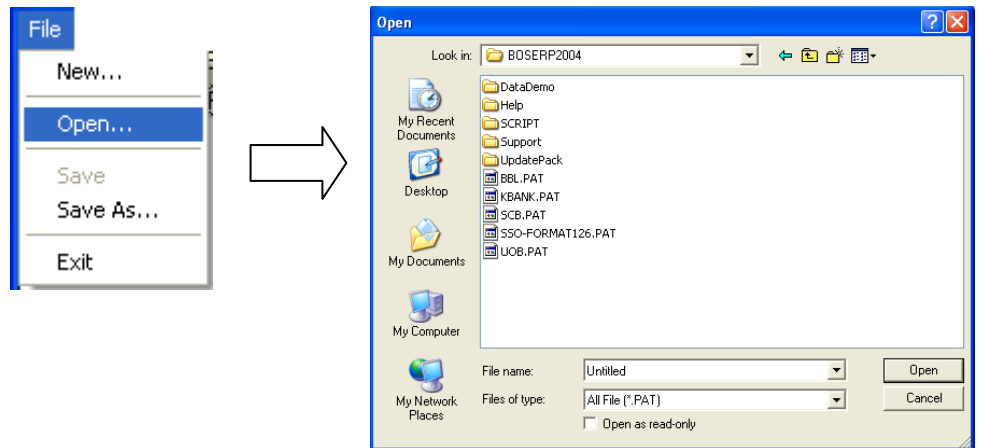 File
New...
Open...
Save
Save As...
Exit
Open
Look in:
BOSERP2004
My Recent
Documents
Desktop
My Documents
My Computer
My Network
Places
DataDemo
Help
SCRIPT
Support
UpdatePack
BBL.PAT
KBANK.PAT
SCB.PAT
SSO-FORMAT126.PAT
UOB.PAT
File name:
Untitled
Open
Files of type:
All File (*.PAT)
Cancel
Open as read-only